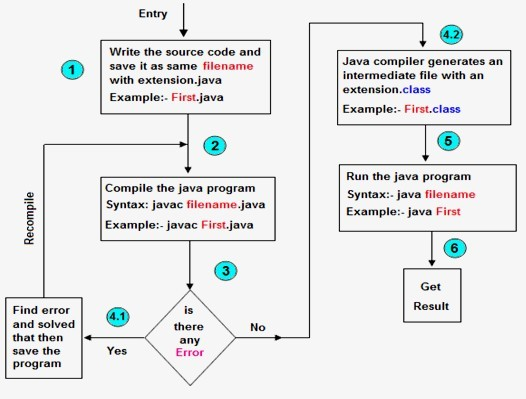 Entry
1
Write the source code and
save it as same filename
with extension.java
Example:- First.java
2
Compile the java program
Syntax: javac filename.java
Example:- javac First.java
Recompile
3
is
there
any
Error
4.1
Yes
Find error
and solved
that then
save the
program
No
4.2
Java compiler generates an
intermediate file with an
extension.class
Example:- First.class
5
Run the java program
Syntax:- java filename
Example:- java First
6
Get
Result